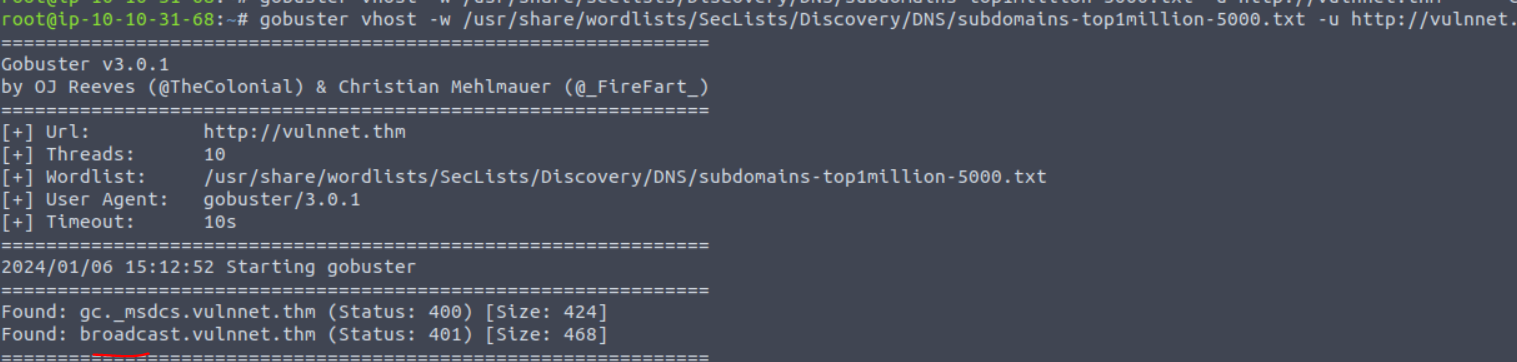 root@ip-10-10-31-68:~# gobuster vhost -w /usr/share/wordlists/SecLists/Discovery/DNS/subdomains-top1million-5000.txt -u http://vulnnet.thm
root@ip-10-10-31-68:~# gobuster vhost -w /usr/share/wordlists/SecLists/Discovery/DNS/subdomains-top1million-5000.txt -u http://vulnnet.
===============================================================
Gobuster v3.0.1
by OJ Reeves (@TheColonial) & Christian Mehlmauer (@_FireFart_)
===============================================================
[+] Url:          http://vulnnet.thm
[+] Threads:      10
[+] Wordlist:     /usr/share/wordlists/SecLists/Discovery/DNS/subdomains-top1million-5000.txt
[+] User Agent:   gobuster/3.0.1
[+] Timeout:      10s
===============================================================
2024/01/06 15:12:52 Starting gobuster
===============================================================
Found: gc._msdcs.vulnnet.thm (Status: 400) [Size: 424]
Found: broadcast.vulnnet.thm (Status: 401) [Size: 468]
===============================================================